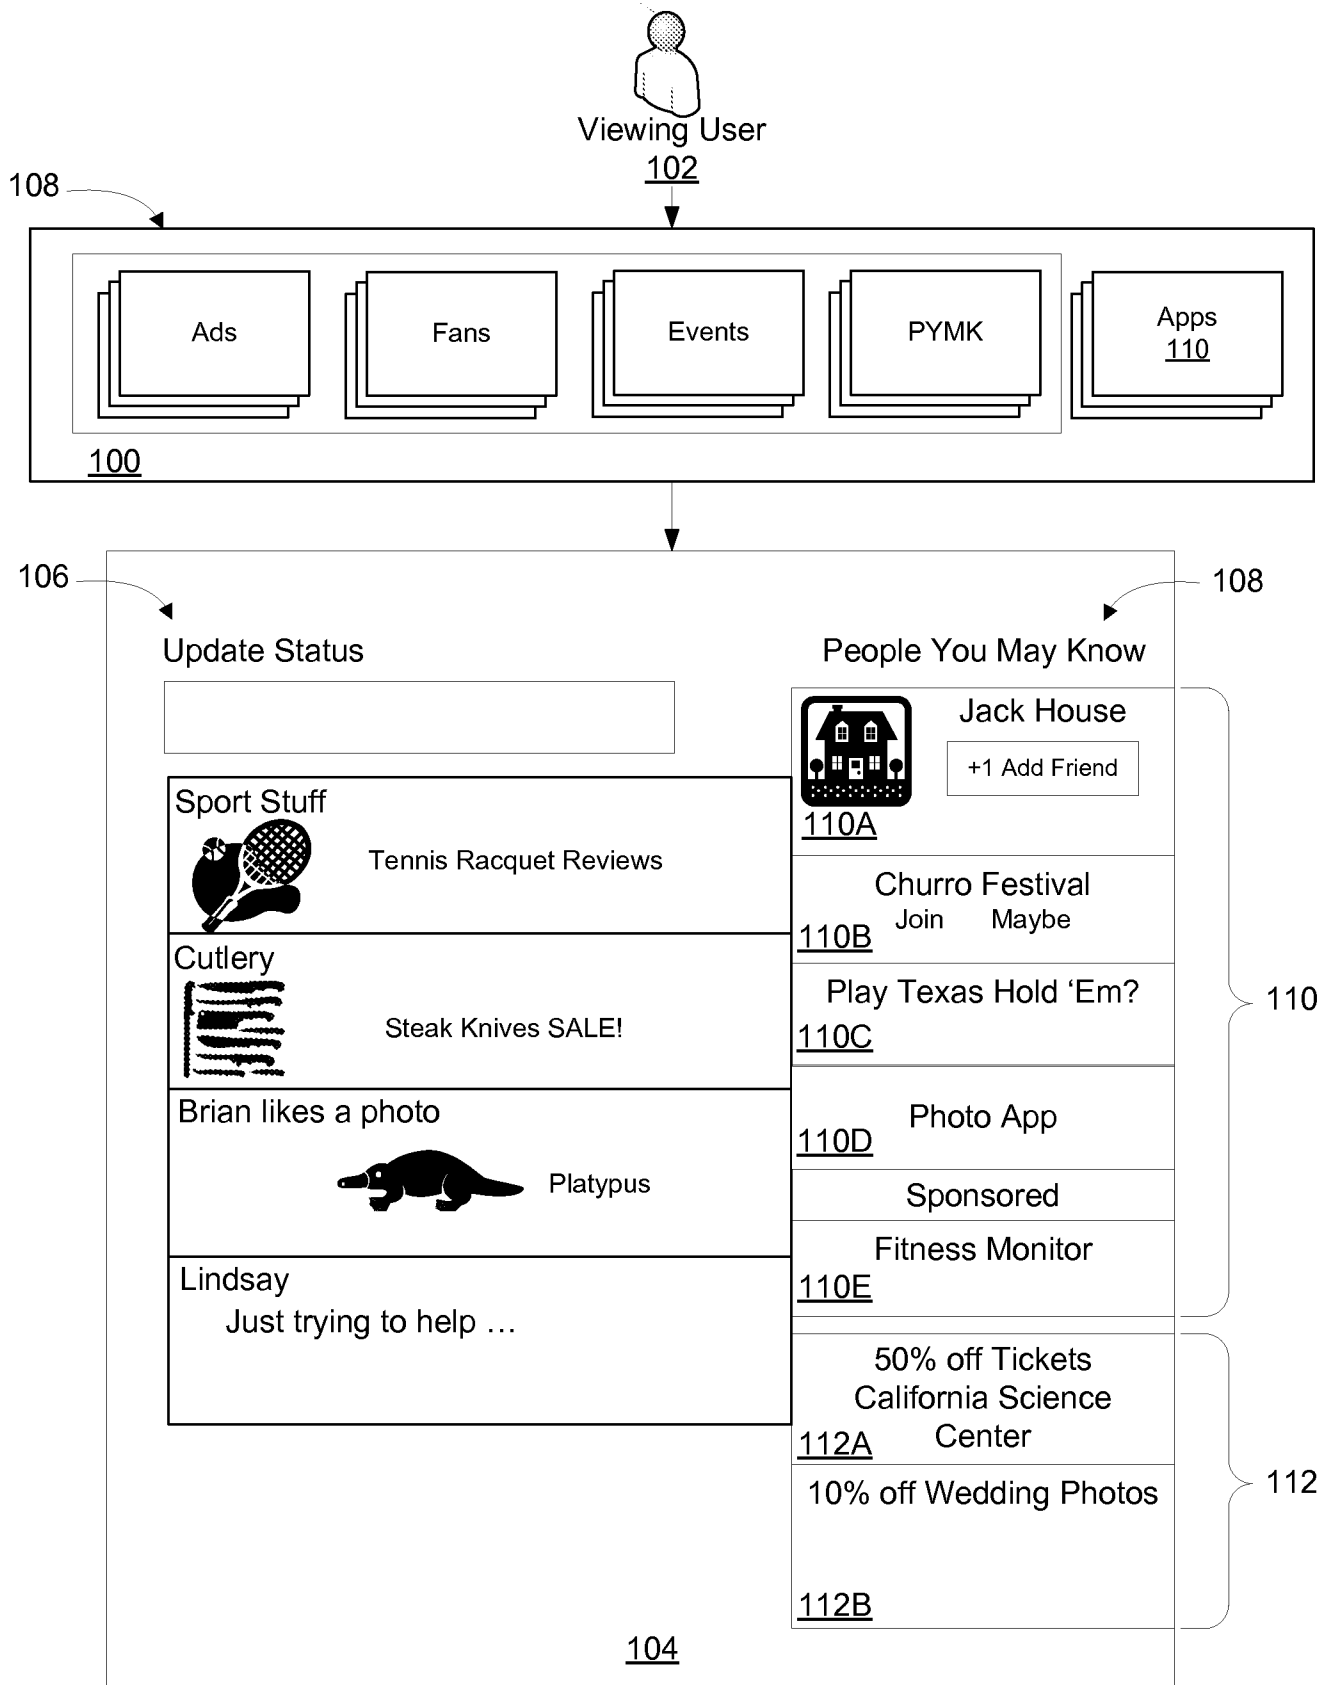 Viewing User
102
108
Ads
Fans
Events
PYMK
Apps
110
100
106
108
Update Status
People You May Know
Jack House
+1 Add Friend
110A
Sport Stuff
Tennis Racquet Reviews
Churro Festival
Join Maybe
110B
Cutlery
Steak Knives SALE!
Play Texas Hold ‘Em?
110C
110
Brian likes a photo
Platypus
Photo App
110D
Sponsored
Fitness Monitor
110E
Lindsay
Just trying to help …
50% off Tickets
California Science
Center
112A
10% off Wedding Photos
112B
112
104